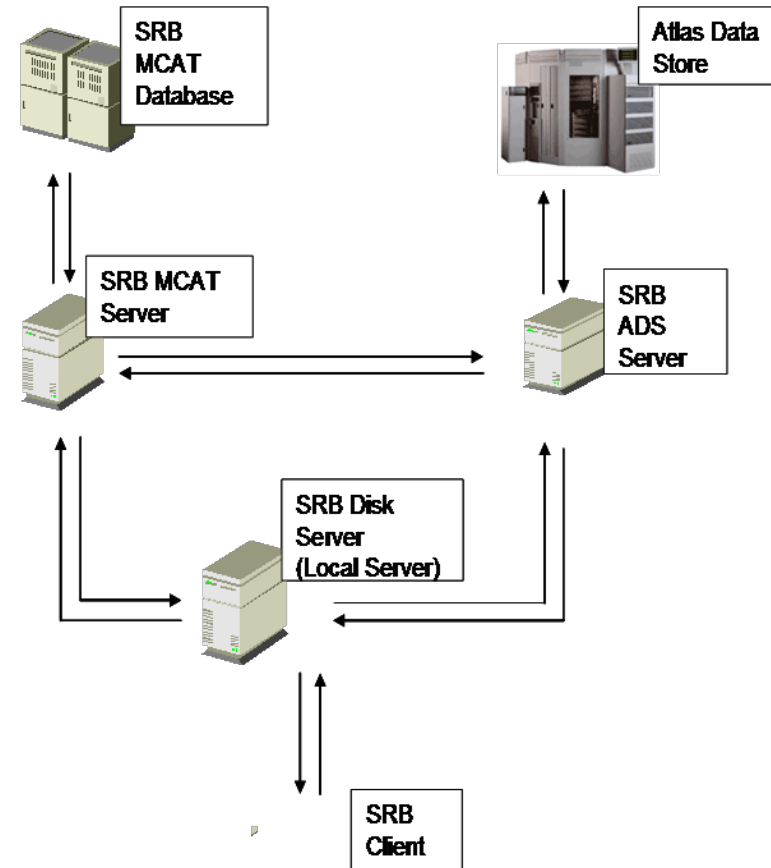 SRB
MCAT
Database
Atlas Data
Store
SRB MCAT
Server
SRB
ADS
Server
SRB Disk
Server
(Local Server)
SRB
Client